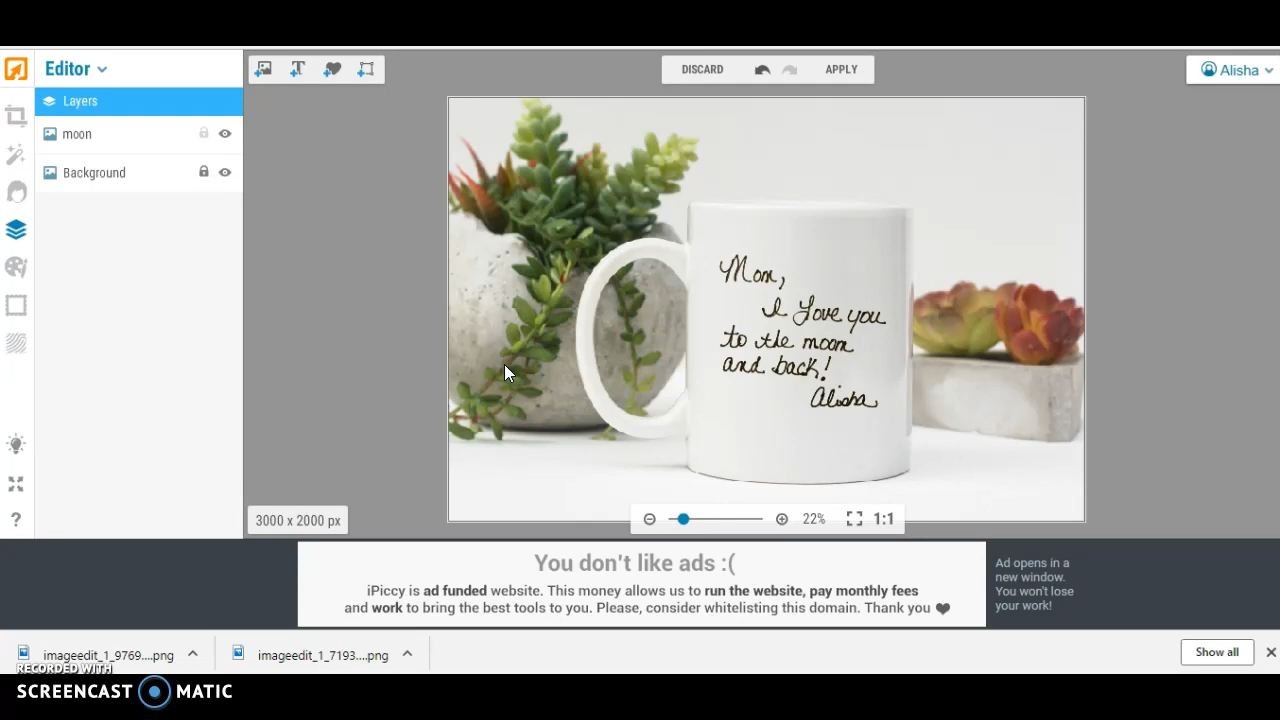 Editor
DISCARD
APPLY
Alisha
Layers
moon
Background
Mom,
I love you
to the moon
and back!
Alisha
3000 x 2000 px
22%
1:1
You don't like ads :(
iPiccy is ad funded website. This money allows us to run the website, pay monthly fees
and work to bring the best tools to you. Please, consider whitelisting this domain. Thank you
Ad opens in a
new window.
You won't lose
your work!
imageedit_1_9769....png
imageedit_1_7193....png
Show all
RECORDED WITH
SCREENCAST MATIC